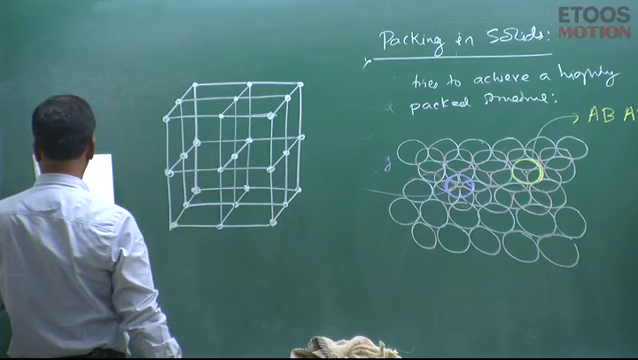 ETOOS
MOTION
Packing in Solids:
tries to achieve a highly
packed structure:
AB A